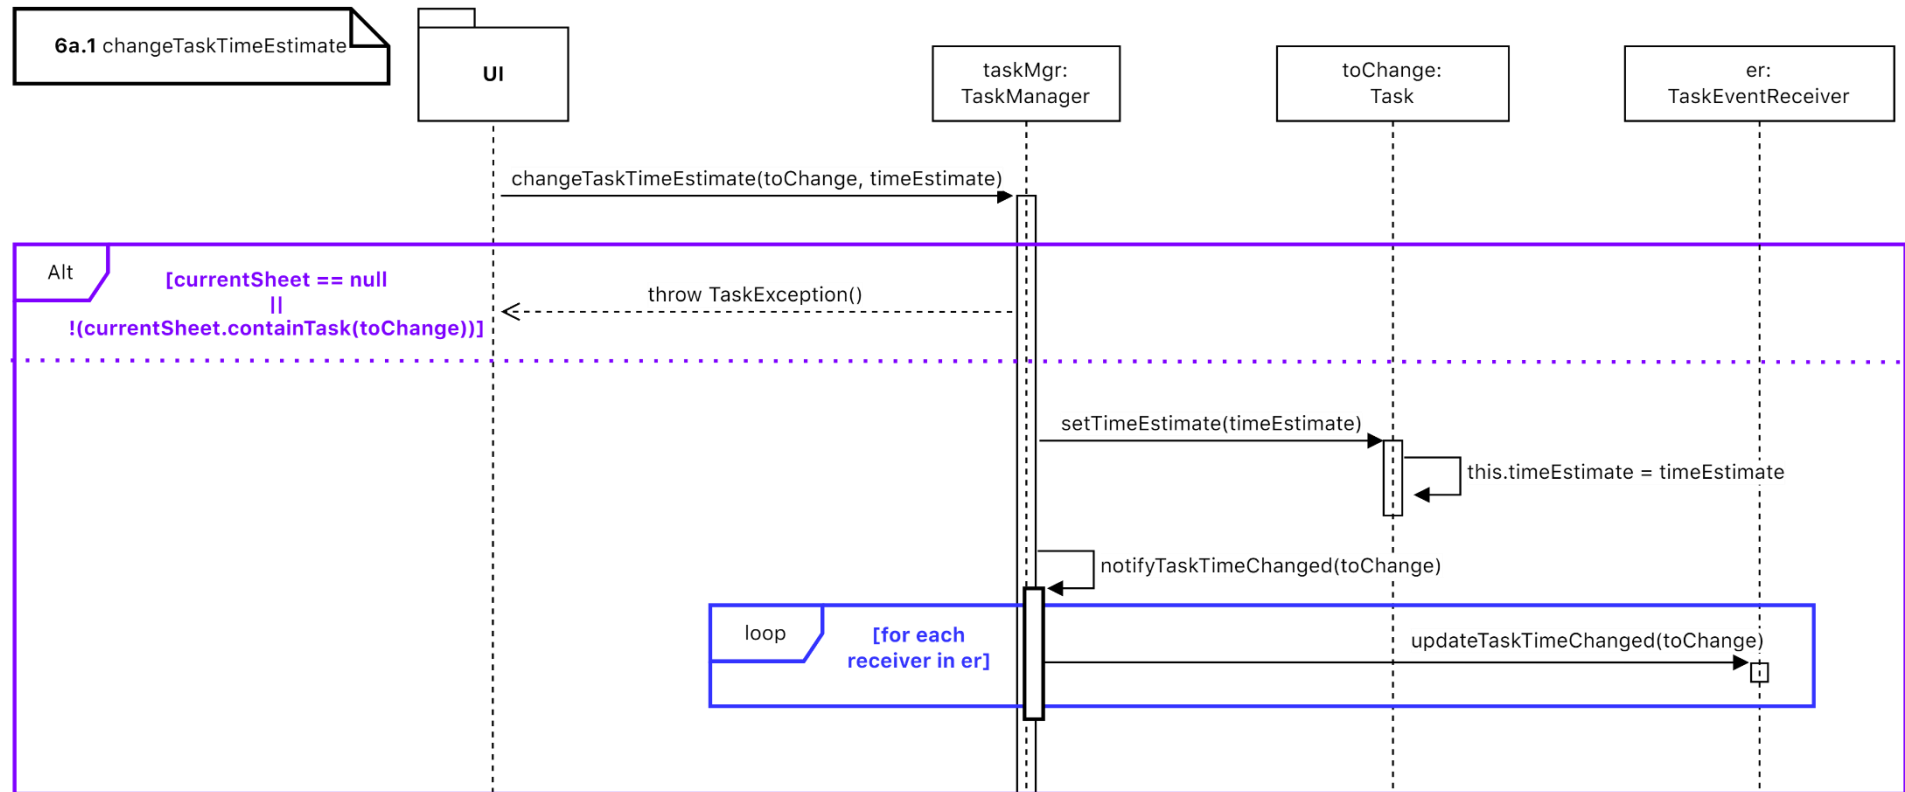 6a.1 changeTaskTimeEstimate
UI
taskMgr:
TaskManager
toChange:
Task
er:
TaskEventReceiver
changeTaskTimeEstimate(toChange, timeEstimate)
Alt
[currentSheet == null
||
!(currentSheet.containTask(toChange))]
throw TaskException()
setTimeEstimate(timeEstimate)
this.timeEstimate = timeEstimate
notifyTaskTimeChanged(toChange)
loop
[for each
receiver in er]
updateTaskTimeChanged(toChange)